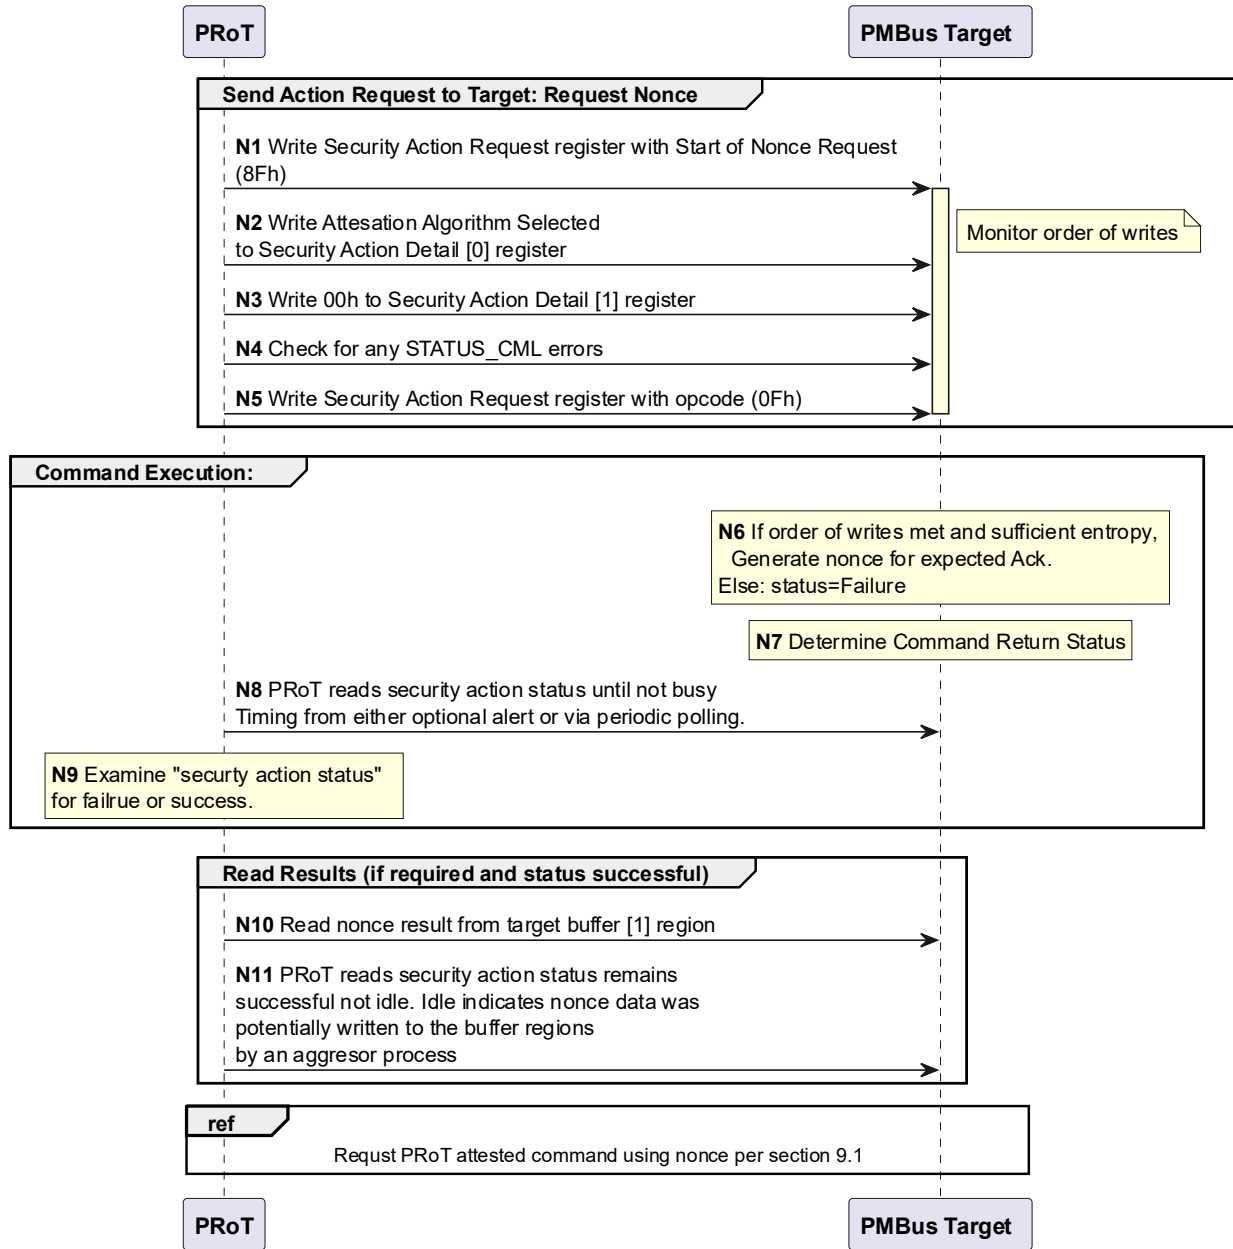 PRoT
PMBus Target
Send Action Request to Target: Request Nonce
N1 Write Security Action Request register with Start of Nonce Request
(8Fh)
N2 Write Attesation Algorithm Selected
to Security Action Detail [0] register
Monitor order of writes
N3 Write 00h to Security Action Detail [1] register
N4 Check for any STATUS_CML errors
N5 Write Security Action Request register with opcode (0Fh)
Command Execution:
N6 If order of writes met and sufficient entropy,
Generate nonce for expected Ack.
Else: status=Failure
N7 Determine Command Return Status
N8 PRoT reads security action status until not busy
Timing from either optional alert or via periodic polling.
N9 Examine "securty action status"
for failrue or success.
Read Results (if required and status successful)
N10 Read nonce result from target buffer [1] region
N11 PRoT reads security action status remains
successful not idle. Idle indicates nonce data was
potentially written to the buffer regions
by an aggresor process
ref
Requst PRoT attested command using nonce per section 9.1
PRoT
PMBus Target